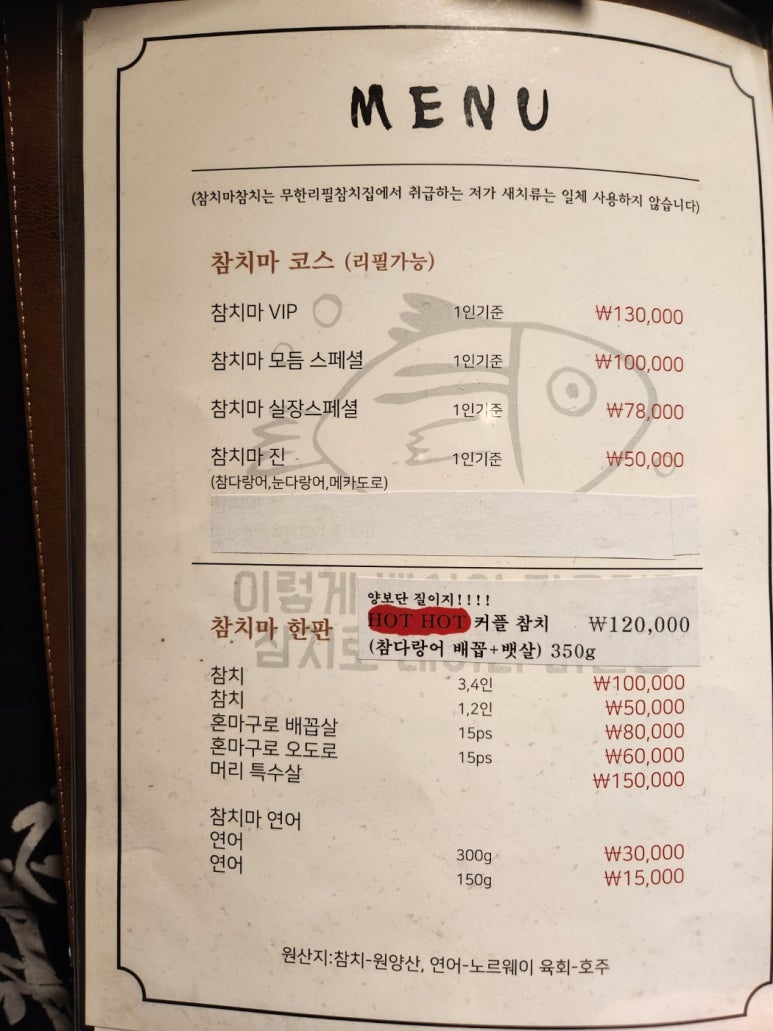 MENU
(참치마참치는 무한리필참치집에서 취급하는 저가 새치류는 일체 사용하지 않습니다)
참치마 코스 (리필가능)
참치마 VIP 1인기준 ₩130,000
참치마 모듬 스페셜 1인기준 ₩100,000
참치마 실장스페셜 1인기준 ₩78,000
참치마 진 1인기준 ₩50,000
(참다랑어,눈다랑어,메카도로)
이렇게
양보단 질이지!!!!
참치마 한판
HOT HOT 커플 참치 ₩120,000
(참다랑어 배꼽+뱃살) 350g
참치 3,4인 ₩100,000
참치 1,2인 ₩50,000
혼마구로 배꼽살 15ps ₩80,000
혼마구로 오도로 15ps ₩60,000
머리 특수살 ₩150,000
참치마 연어
연어 300g ₩30,000
연어 150g ₩15,000
원산지:참치-원양산, 연어-노르웨이 육회-호주